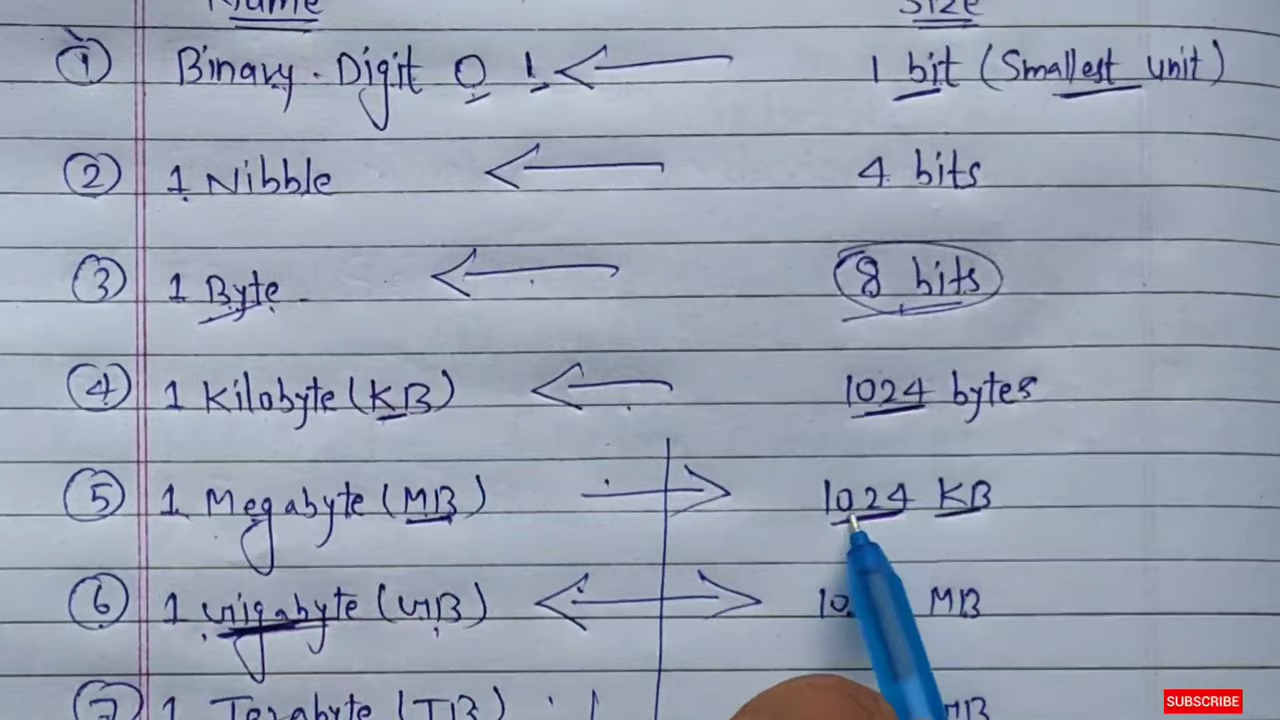 Name Size
1 Binary. Digit 0 1 ← 1 bit (Smallest unit)
2 1 Nibble ← 4 bits
3 1 Byte ← 8 bits
4 1 Kilobyte (KB) ← 1024 bytes
5 1 Megabyte (MB) → 1024 KB
6 1 Gigabyte (GB) ↔ 10 MB
7 1 Terabyte (TB) MB
SUBSCRIBE